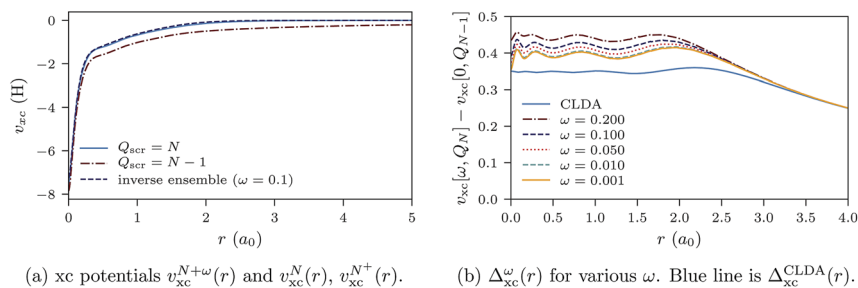 0
−2
−4
−6
−8
v_xc (H)
Q_scr = N
Q_scr = N − 1
inverse ensemble (ω = 0.1)
0 1 2 3 4 5
r (a_0)
(a) xc potentials v_xc^{N+ω}(r) and v_xc^N(r), v_xc^{N^+}(r).
0.5
0.4
0.3
0.1
0.0
v_xc[ω, Q_N] − v_xc[0, Q_{N−1}]
CLDA
ω = 0.200
ω = 0.100
ω = 0.050
ω = 0.010
ω = 0.001
0.0 0.5 1.0 1.5 2.0 2.5 3.0 3.5 4.0
r (a_0)
(b) Δ_xc^ω(r) for various ω. Blue line is Δ_xc^CLDA(r).